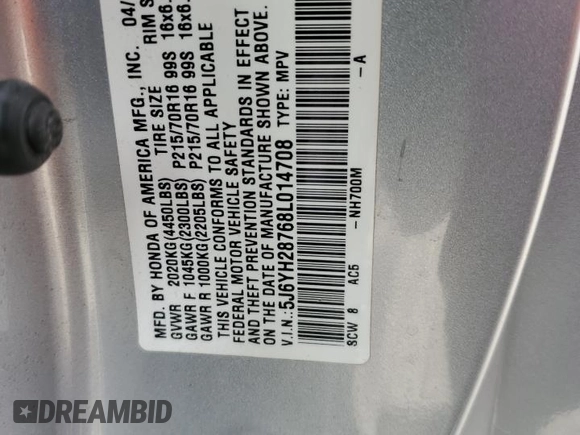 MFD. BY HONDA OF AMERICA MFG., INC. 04/
TIRE SIZE RIM S
GVWR 2020KG(4450LBS)
GAWR F 1045KG(2300LBS) P215/70R16 99S 16x6.
GAWR R 1000KG(2205LBS) P215/70R16 99S 16x6.
THIS VEHICLE CONFORMS TO ALL APPLICABLE
FEDERAL MOTOR VEHICLE SAFETY
AND THEFT PREVENTION STANDARDS IN EFFECT
ON THE DATE OF MANUFACTURE SHOWN ABOVE.
V.I.N.: 5J6YH28768L014708 TYPE: MPV
SCW 8 AC5 -NH700M -A
DREAMBID